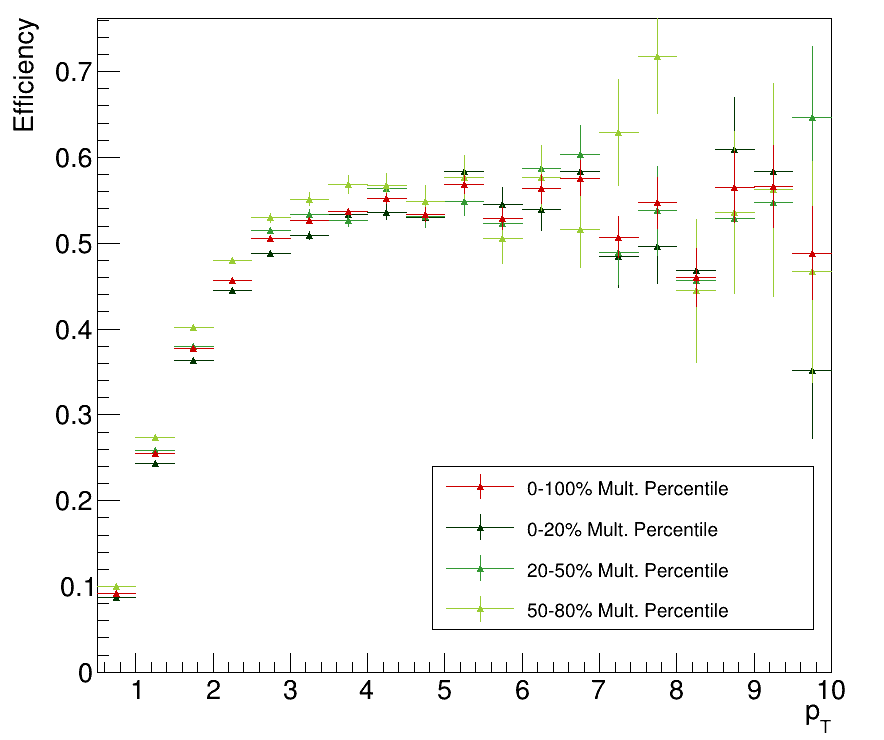 Efficiency
0.7
0.6
0.5
0.4
0.3
0.2
0.1
0
0-100% Mult. Percentile
0-20% Mult. Percentile
20-50% Mult. Percentile
50-80% Mult. Percentile
1 2 3 4 5 6 7 8 9 10
p_T